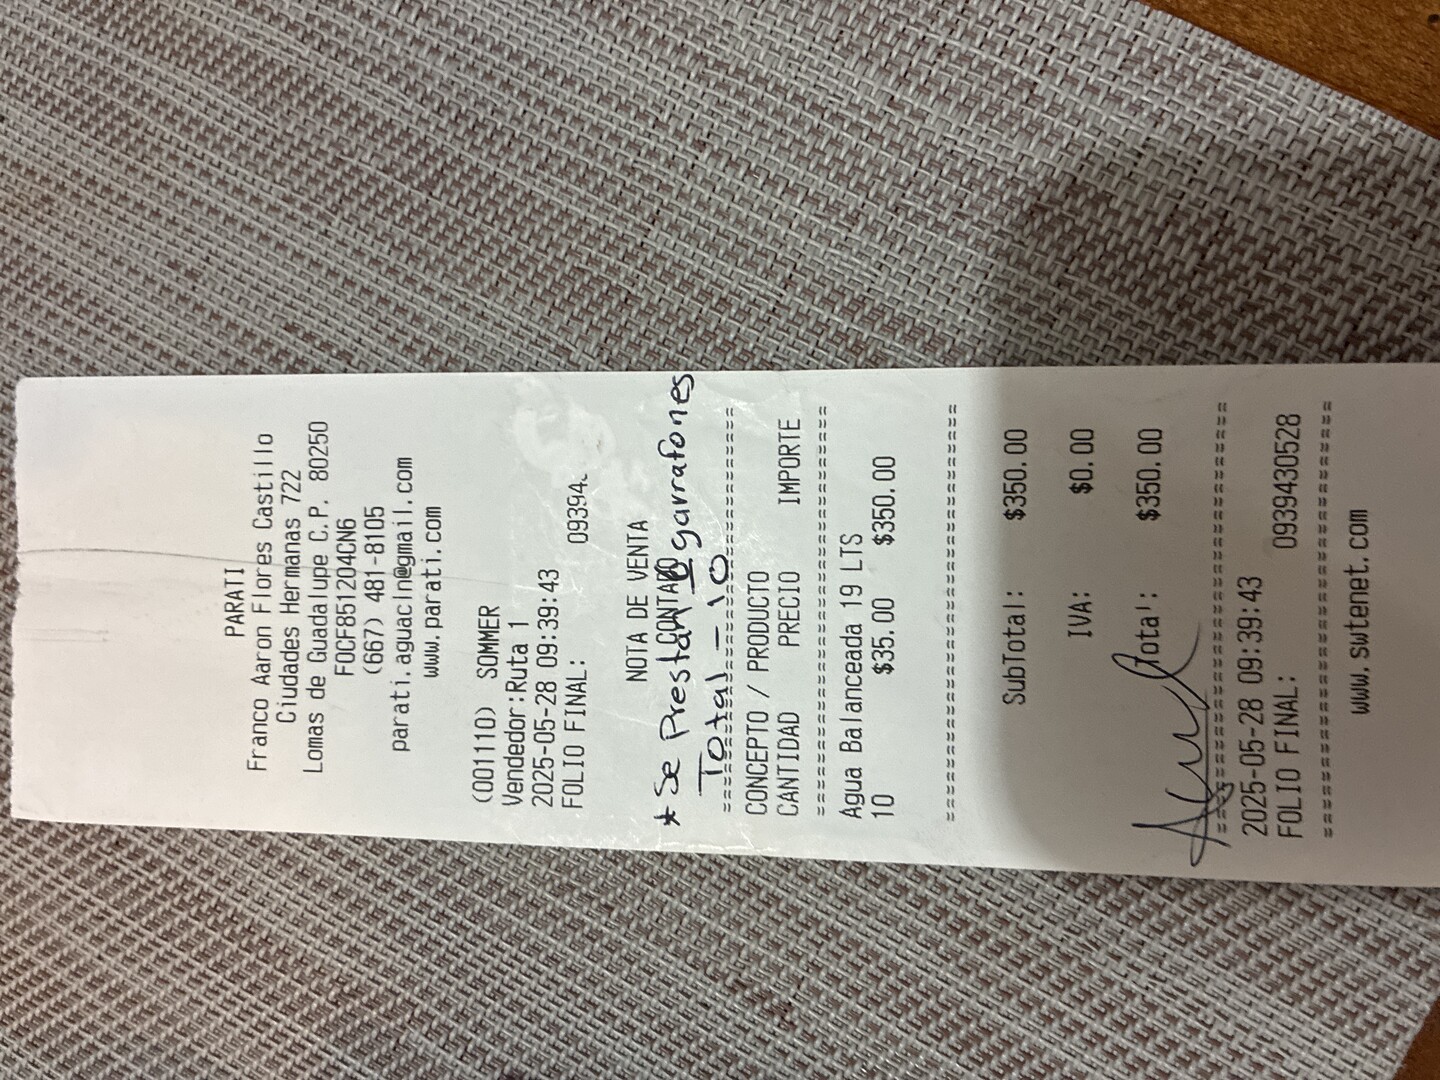 PARATI
Franco Aaron Flores Castillo
Ciudades Hermanas 722
Lomas de Guadalupe C.P. 80250
FOCF851204CN6
(667) 481-8105
parati.aguacln@gmail.com
www.parati.com
(001110) SOMMER
Vendedor:Ruta 1
2025-05-28 09:39:43
FOLIO FINAL: 09394
NOTA DE VENTA
CONTADO
* Se Prestan garrafones
Total - 10
==============================
CONCEPTO / PRODUCTO
CANTIDAD PRECIO IMPORTE
==============================
Agua Balanceada 19 LTS
10 $35.00 $350.00
==============================
SubTotal: $350.00
IVA: $0.00
Total: $350.00
==============================
2025-05-28 09:39:43
FOLIO FINAL: 0939430528
==============================
www.swtenet.com